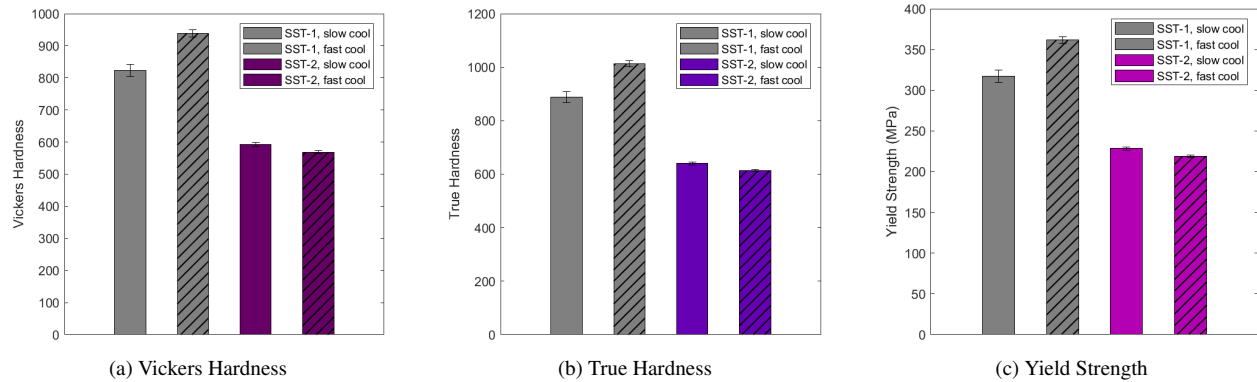 Vickers Hardness
1000
900
800
700
600
500
400
300
200
100
0
SST-1, slow cool
SST-1, fast cool
SST-2, slow cool
SST-2, fast cool
(a) Vickers Hardness
True Hardness
1200
1000
800
600
400
200
0
SST-1, slow cool
SST-1, fast cool
SST-2, slow cool
SST-2, fast cool
(b) True Hardness
Yield Strength (MPa)
400
350
300
250
200
150
100
50
0
SST-1, slow cool
SST-1, fast cool
SST-2, slow cool
SST-2, fast cool
(c) Yield Strength